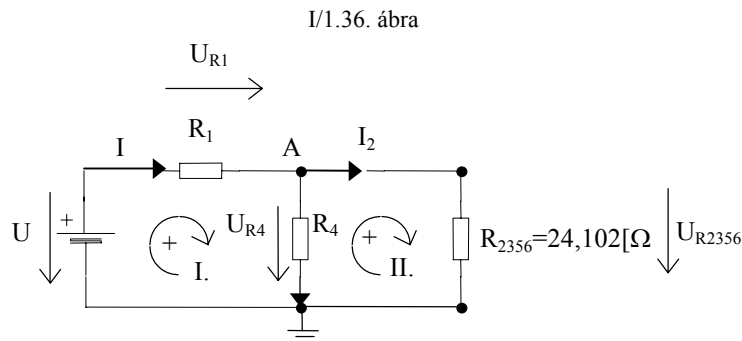 I/1.36. ábra
U_R1
R_1
I
A
I_2
U
+
+
I.
U_R4
R_4
+
II.
R_2356=24,102[Ω
U_R2356